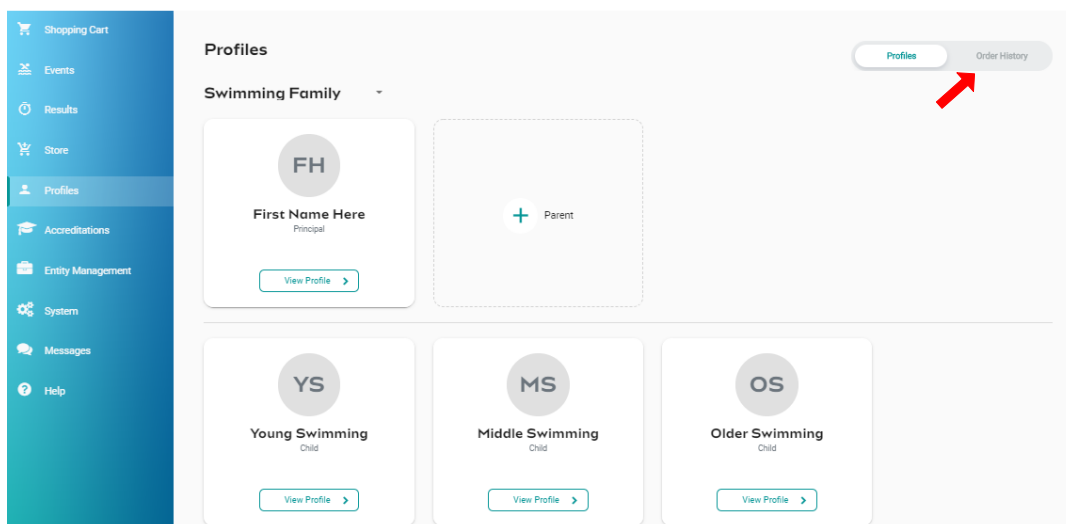 Shopping Cart
Events
Results
Store
Profiles
Accreditations
Entity Management
System
Messages
Help
Profiles
Profiles Order History
Swimming Family
FH
First Name Here
Principal
View Profile
Parent
YS
Young Swimming
Child
View Profile
MS
Middle Swimming
Child
View Profile
OS
Older Swimming
Child
View Profile